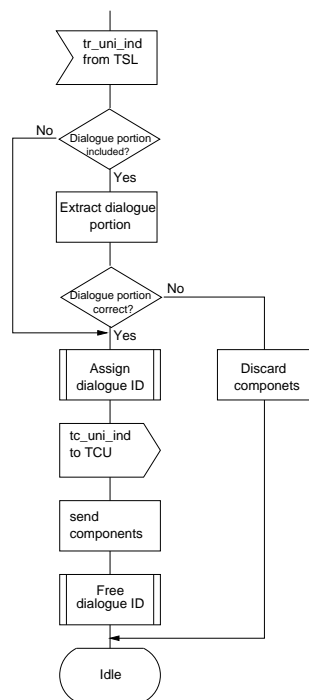 tr_uni_ind
from TSL
No
Dialogue portion
included?
Yes
Extract dialogue
portion
Dialogue portion
correct?
No
Yes
Assign
dialogue ID
Discard
componets
tc_uni_ind
to TCU
send
components
Free
dialogue ID
Idle